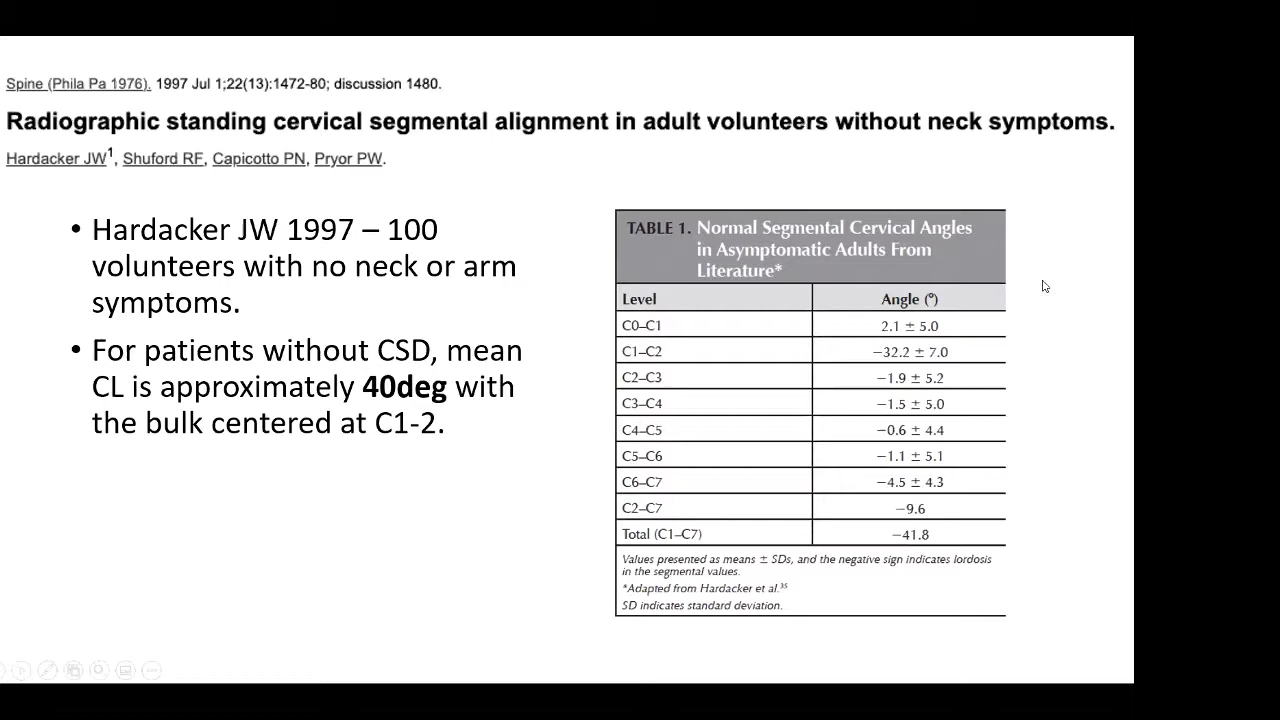 Spine (Phila Pa 1976). 1997 Jul 1;22(13):1472-80; discussion 1480.
Radiographic standing cervical segmental alignment in adult volunteers without neck symptoms.
Hardacker JW1, Shuford RF, Capicotto PN, Pryor PW.
• Hardacker JW 1997 – 100
volunteers with no neck or arm
symptoms.
• For patients without CSD, mean
CL is approximately 40deg with
the bulk centered at C1-2.
TABLE 1. Normal Segmental Cervical Angles
in Asymptomatic Adults From
Literature*
Level Angle (°)
C0–C1 2.1 ± 5.0
C1–C2 −32.2 ± 7.0
C2–C3 −1.9 ± 5.2
C3–C4 −1.5 ± 5.0
C4–C5 −0.6 ± 4.4
C5–C6 −1.1 ± 5.1
C6–C7 −4.5 ± 4.3
C2–C7 −9.6
Total (C1–C7) −41.8
Values presented as means ± SDs, and the negative sign indicates lordosis
in the segmental values.
*Adapted from Hardacker et al.35
SD indicates standard deviation.